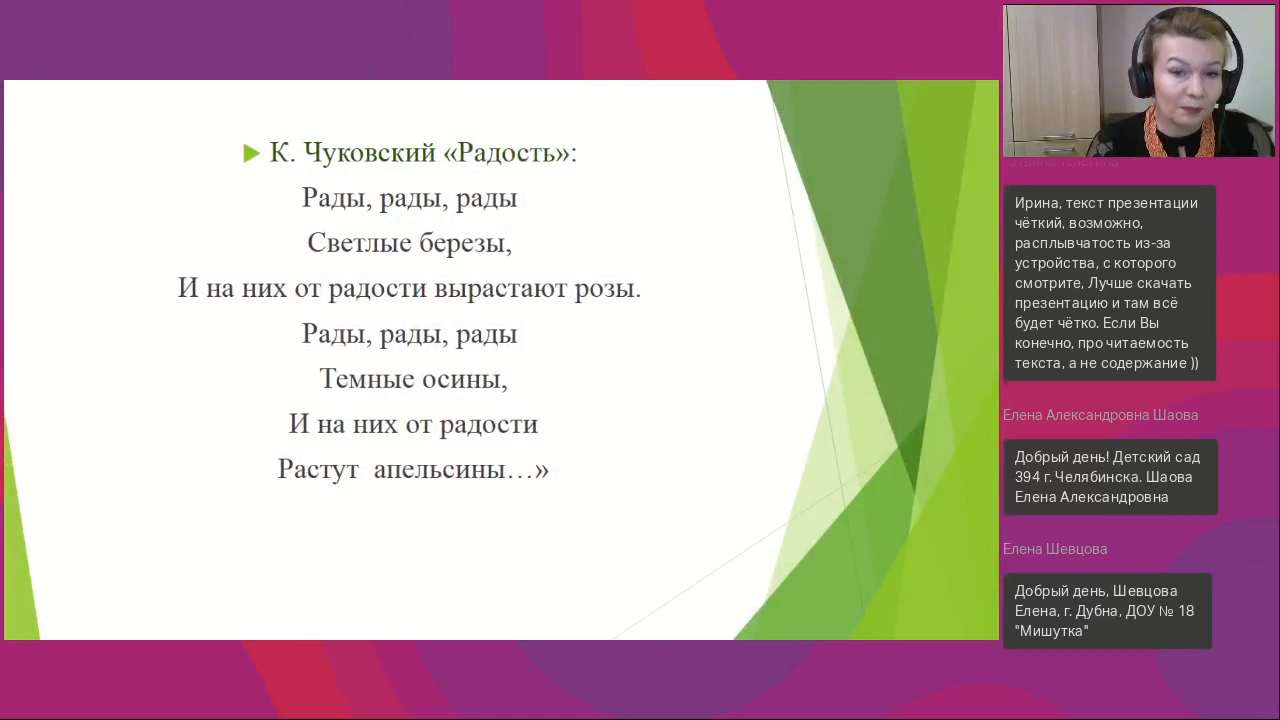 К. Чуковский «Радость»:
Рады, рады, рады
Светлые березы,
И на них от радости вырастают розы.
Рады, рады, рады
Темные осины,
И на них от радости
Растут апельсины…»
Ирина, текст презентации
чёткий, возможно,
расплывчатость из-за
устройства, с которого
смотрите, Лучше скачать
презентацию и там всё
будет чётко. Если Вы
конечно, про читаемость
текста, а не содержание ))
Елена Александровна Шаова
Добрый день! Детский сад
394 г. Челябинска. Шаова
Елена Александровна
Елена Шевцова
Добрый день, Шевцова
Елена, г. Дубна, ДОУ № 18
"Мишутка"